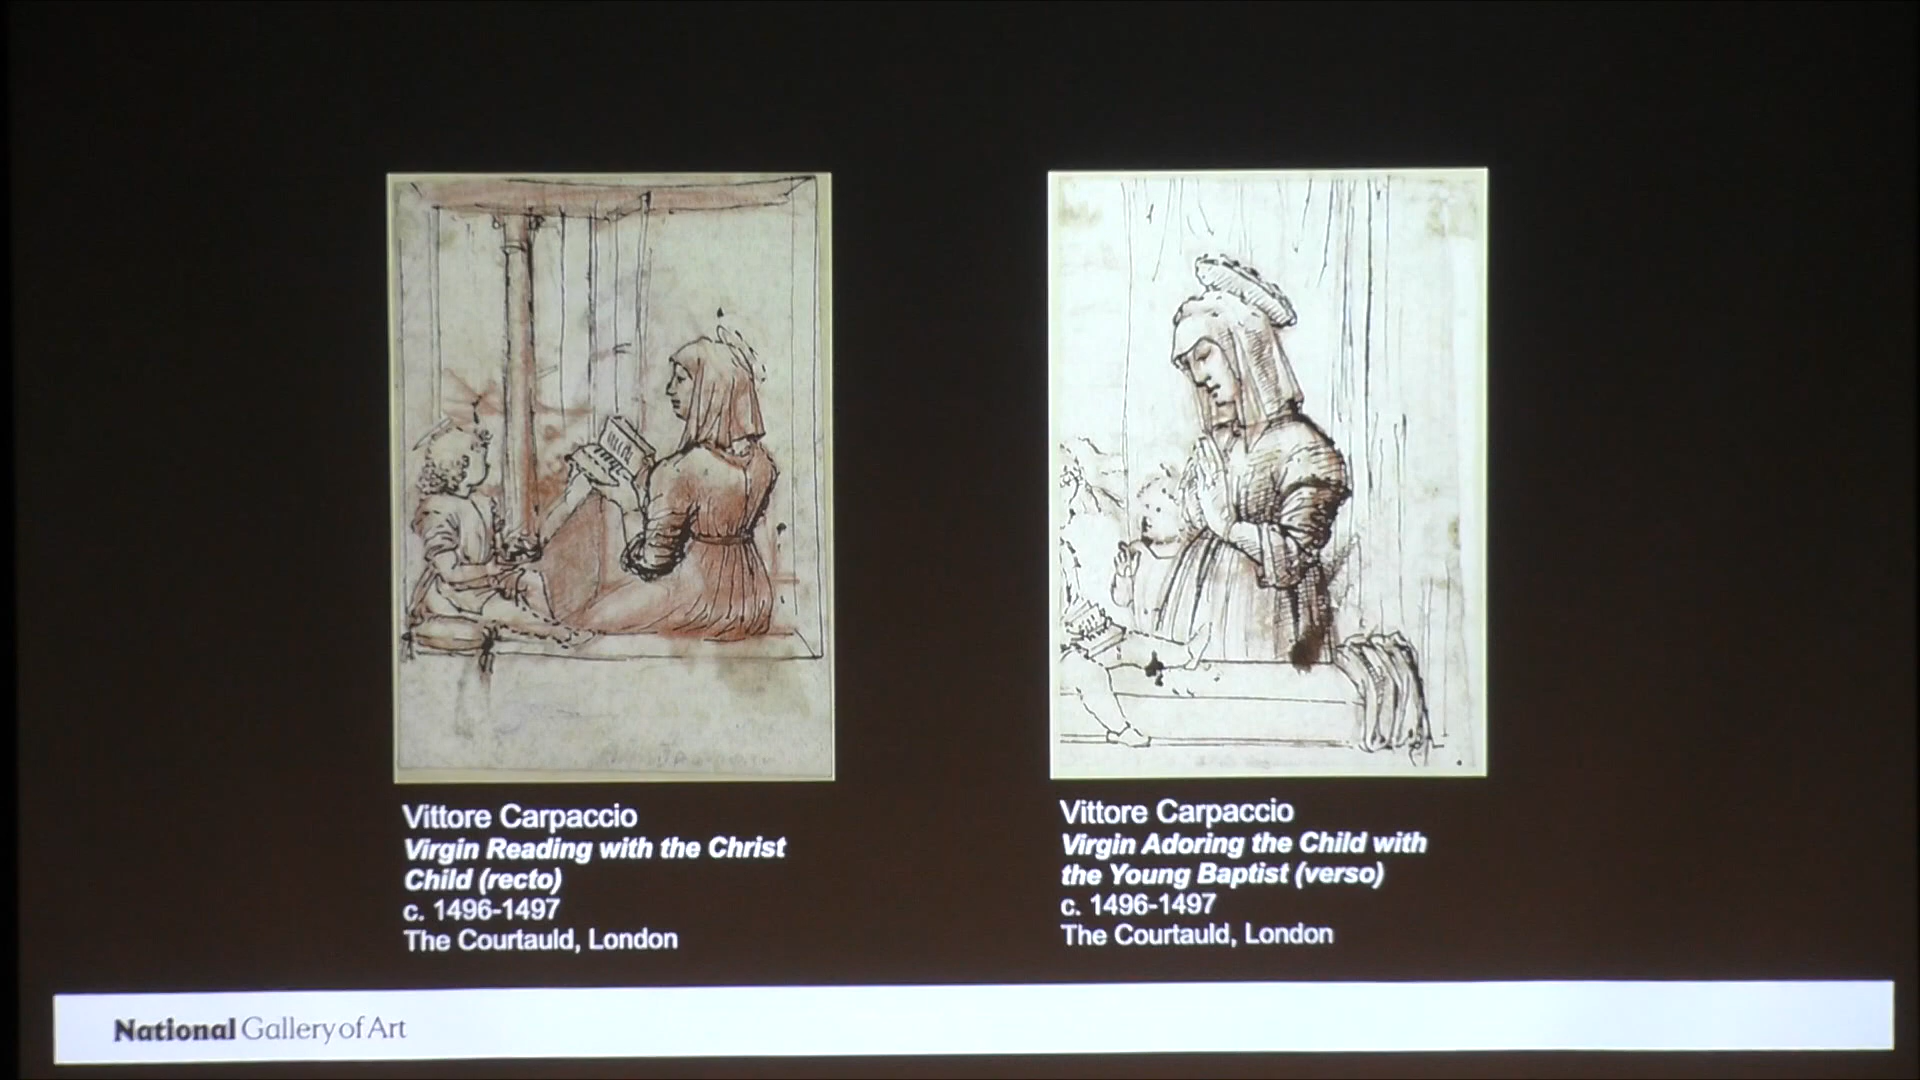 Vittore Carpaccio
Virgin Reading with the Christ
Child (recto)
c. 1496-1497
The Courtauld, London
Vittore Carpaccio
Virgin Adoring the Child with
the Young Baptist (verso)
c. 1496-1497
The Courtauld, London
National Gallery of Art